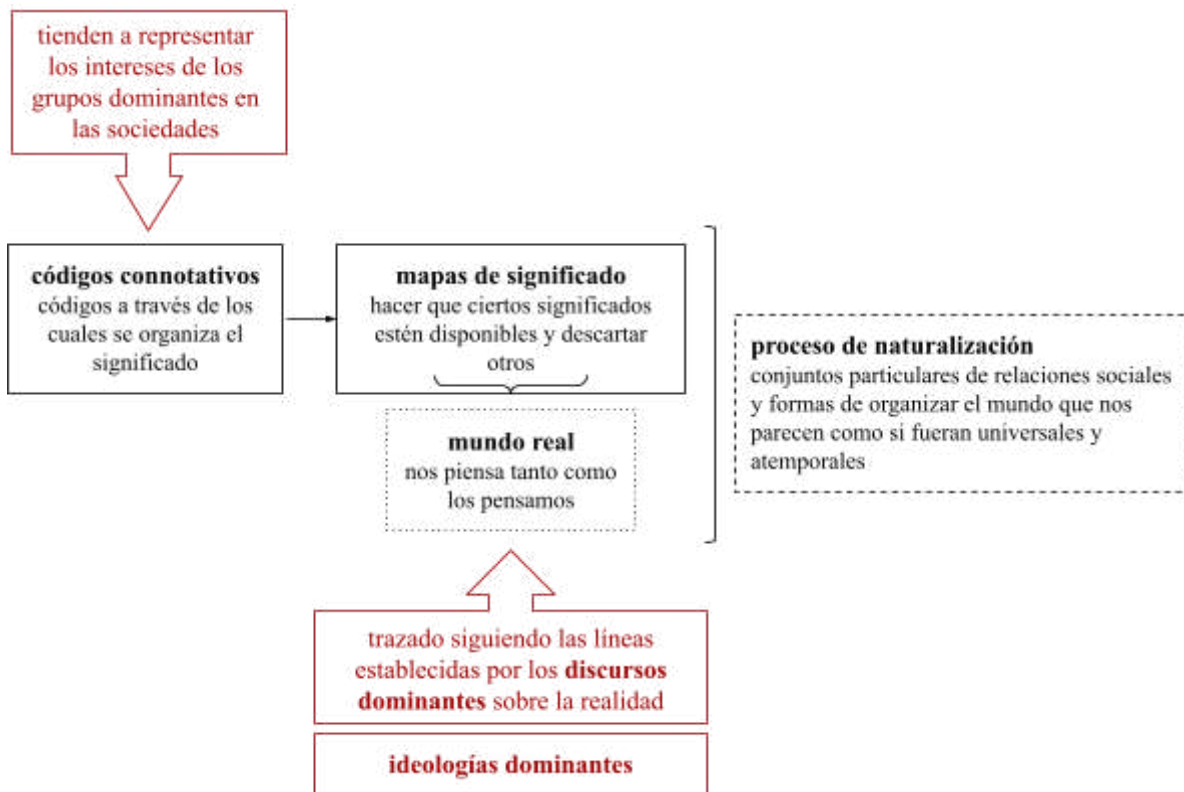 tienden a representar
los intereses de los
grupos dominantes en
las sociedades
códigos connotativos
códigos a través de los
cuales se organiza el
significado
mapas de significado
hacer que ciertos significados
estén disponibles y descartar
otros
mundo real
nos piensa tanto como
los pensamos
proceso de naturalización
conjuntos particulares de relaciones sociales
y formas de organizar el mundo que nos
parecen como si fueran universales y
atemporales
trazado siguiendo las líneas
establecidas por los discursos
dominantes sobre la realidad
ideologías dominantes